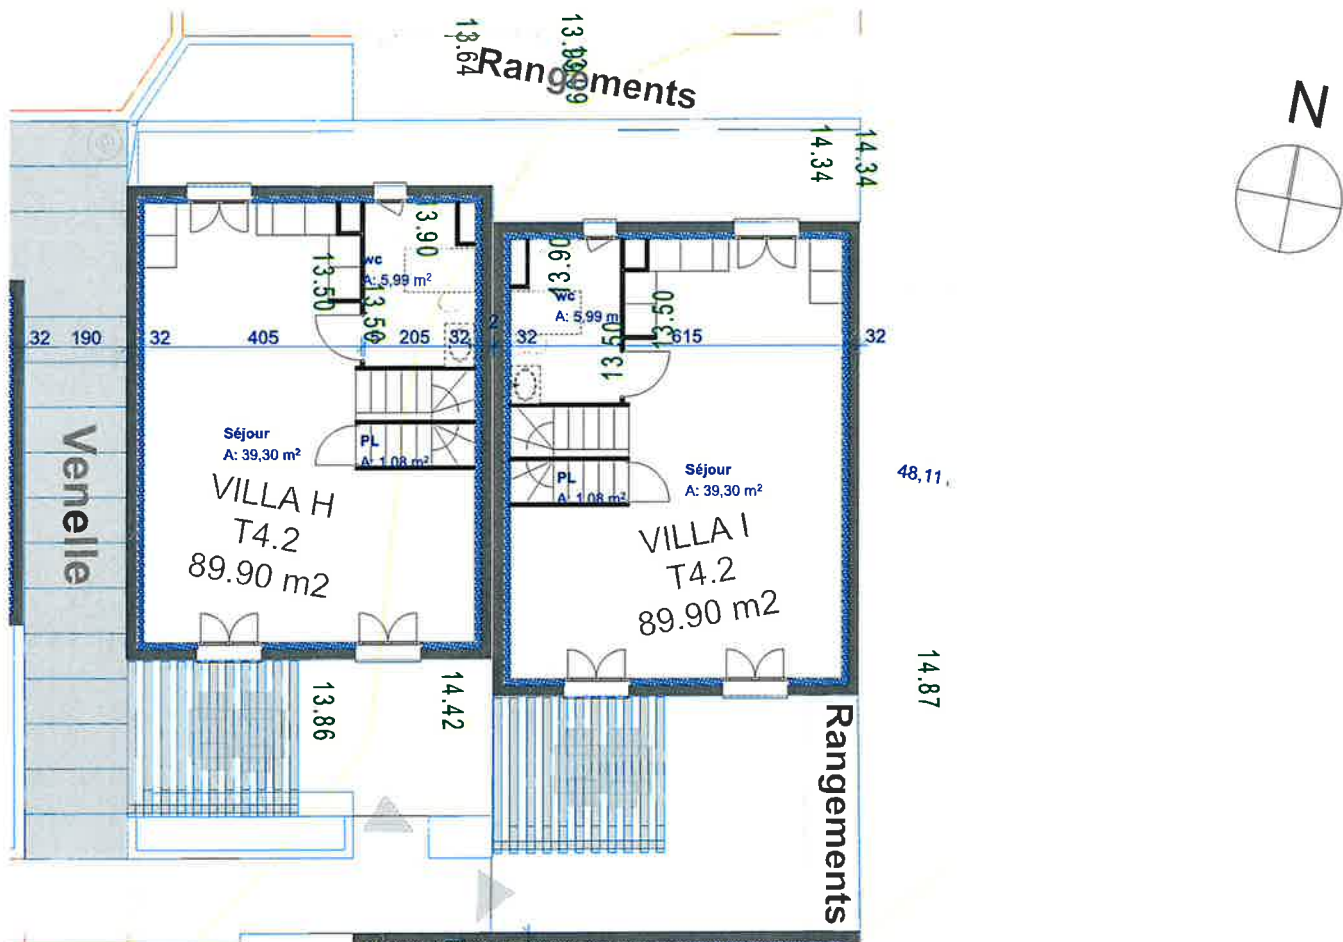 13.64
Rangements
N
14.34
14.34
13.90
13.90
wc
A: 5,99 m²
wc
A: 5,99 m
13.50
13.50
13.50
13.50
32 190 32 405 205 32 2 32 615 32
Séjour
A: 39,30 m²
PL
A: 1,08 m²
Séjour
A: 39,30 m²
PL
A: 1,08 m²
48,11
Venelle
VILLA H
T4.2
89.90 m2
VILLA I
T4.2
89.90 m2
13.86
14.42
14.87
Rangements